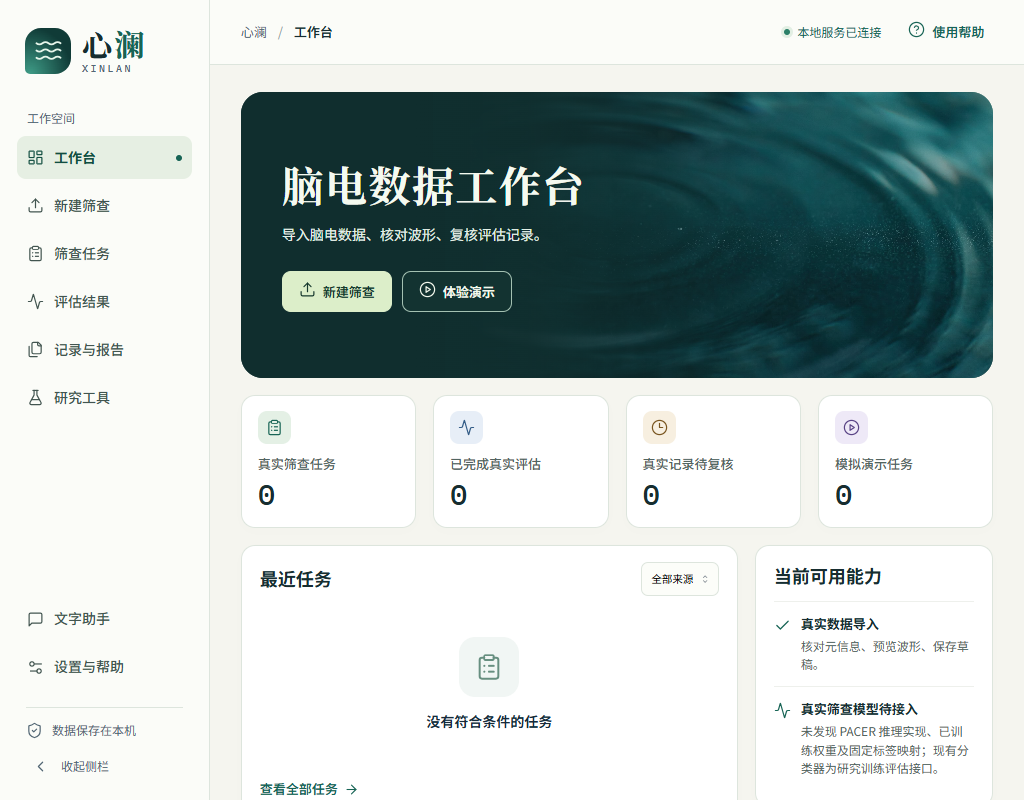 心澜
XINLAN
工作空间
工作台
新建筛查
筛查任务
评估结果
记录与报告
研究工具
文字助手
设置与帮助
数据保存在本机
收起侧栏
心澜 / 工作台
本地服务已连接
使用帮助
脑电数据工作台
导入脑电数据、核对波形、复核评估记录。
新建筛查
体验演示
真实筛查任务
0
已完成真实评估
0
真实记录待复核
0
模拟演示任务
0
最近任务
全部来源
没有符合条件的任务
查看全部任务
当前可用能力
真实数据导入
核对元信息、预览波形、保存草
稿。
真实筛查模型待接入
未发现 PACER 推理实现、已训
练权重及固定标签映射；现有分
类器为研究训练评估接口。